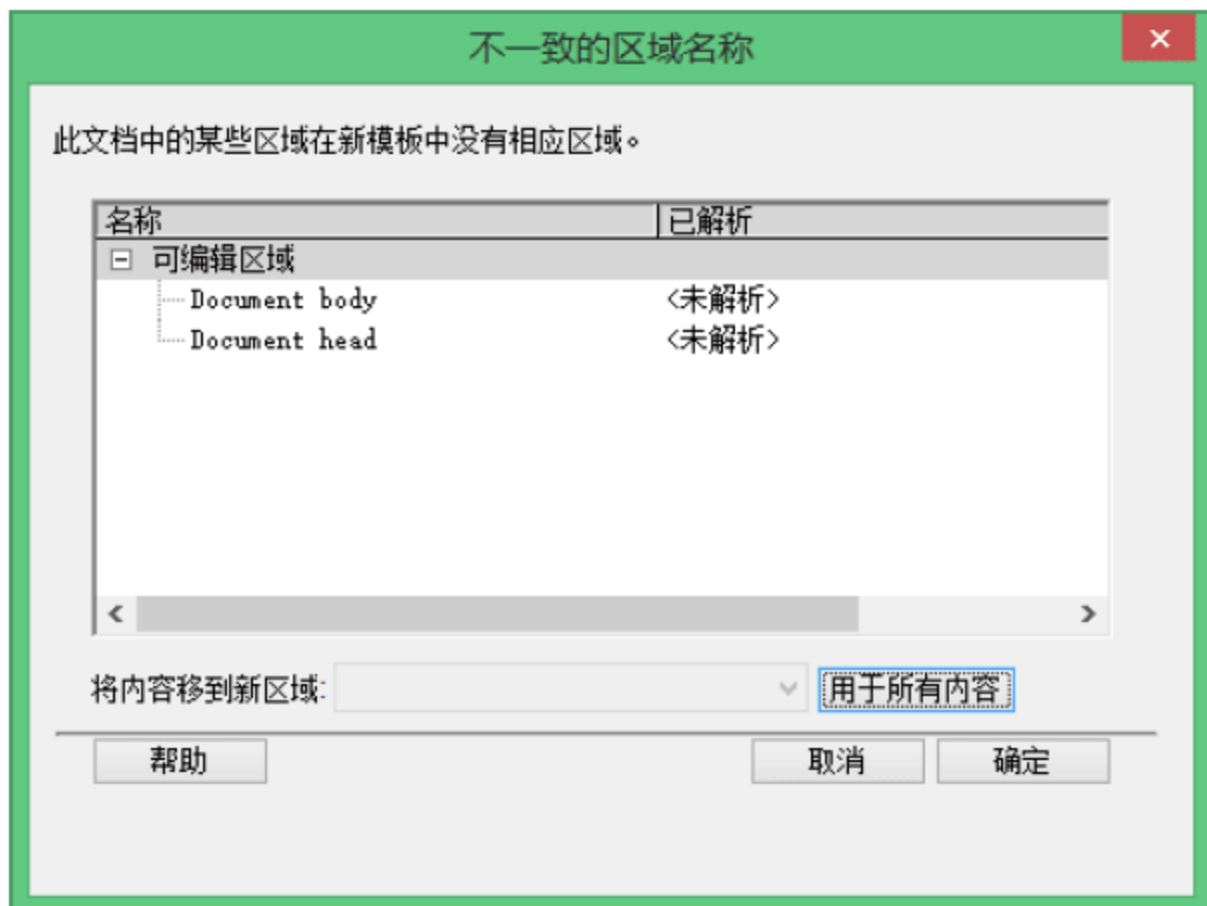 不一致的区域名称
此文档中的某些区域在新模板中没有相应区域。
名称 已解析
可编辑区域
Document body <未解析>
Document head <未解析>
将内容移到新区域: 用于所有内容
帮助 取消 确定